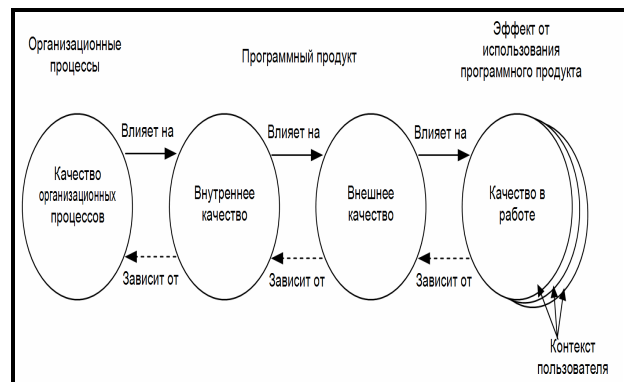 Организационные
процессы
Программный продукт
Эффект от
использования
программного продукта
Влияет на
Влияет на
Влияет на
Качество
организационных
процессов
Внутреннее
качество
Внешнее
качество
Качество в
работе
Зависит от
Зависит от
Зависит от
Контекст
пользователя